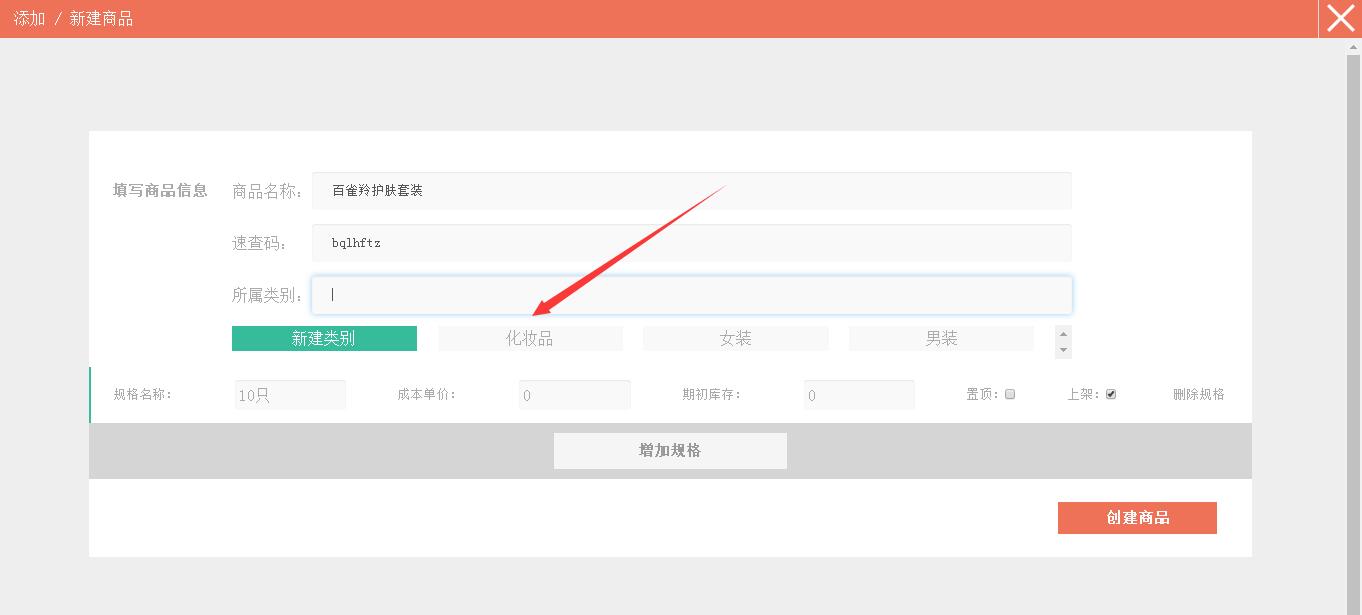 添加 / 新建商品
填写商品信息 商品名称： 百雀羚护肤套装
速查码： bqlhftz
所属类别：
新建类别 化妆品 女装 男装
规格名称： 10只 成本单价： 0 期初库存： 0 置顶： 上架： 删除规格
增加规格
创建商品